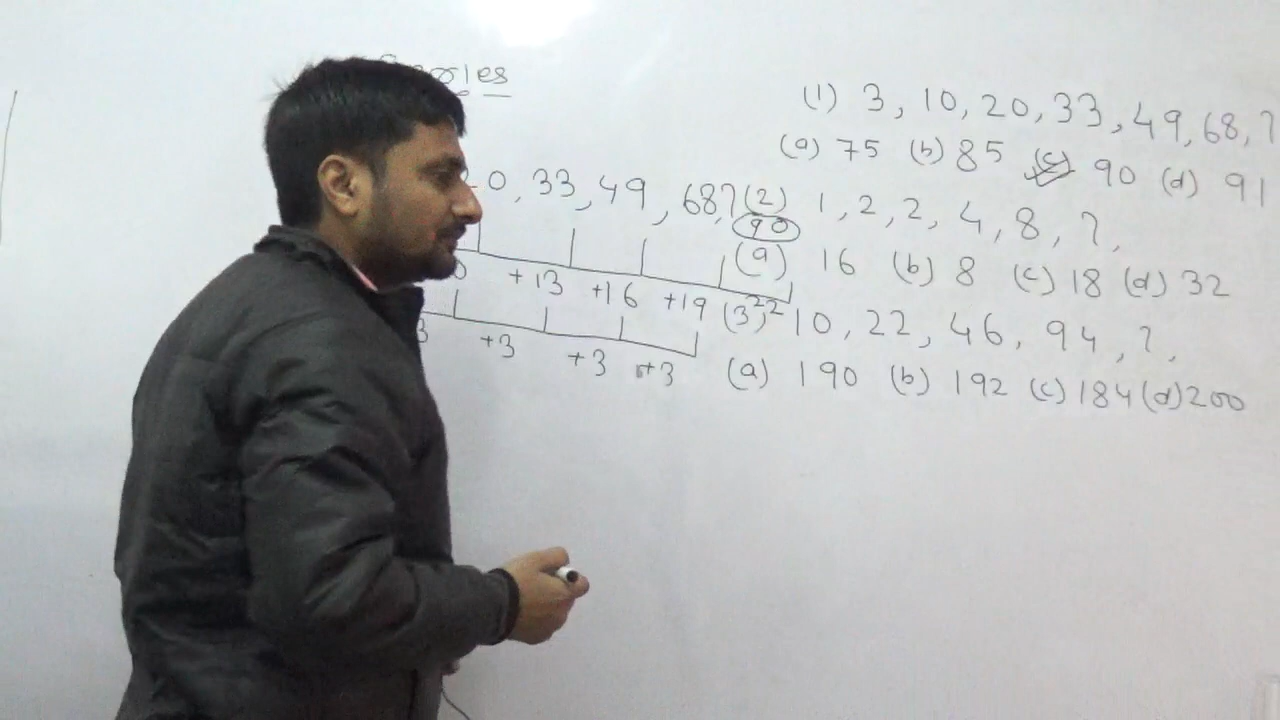 (1) 3, 10, 20, 33, 49, 68, ?
(a) 75 (b) 85 (c) 90 (d) 91
0, 33, 49, 68, ?
90
+13 +16 +19 22
+3 +3 +3
(2) 1, 2, 2, 4, 8, ?,
(a) 16 (b) 8 (c) 18 (d) 32
(3) 10, 22, 46, 94, ?,
(a) 190 (b) 192 (c) 184 (d) 200